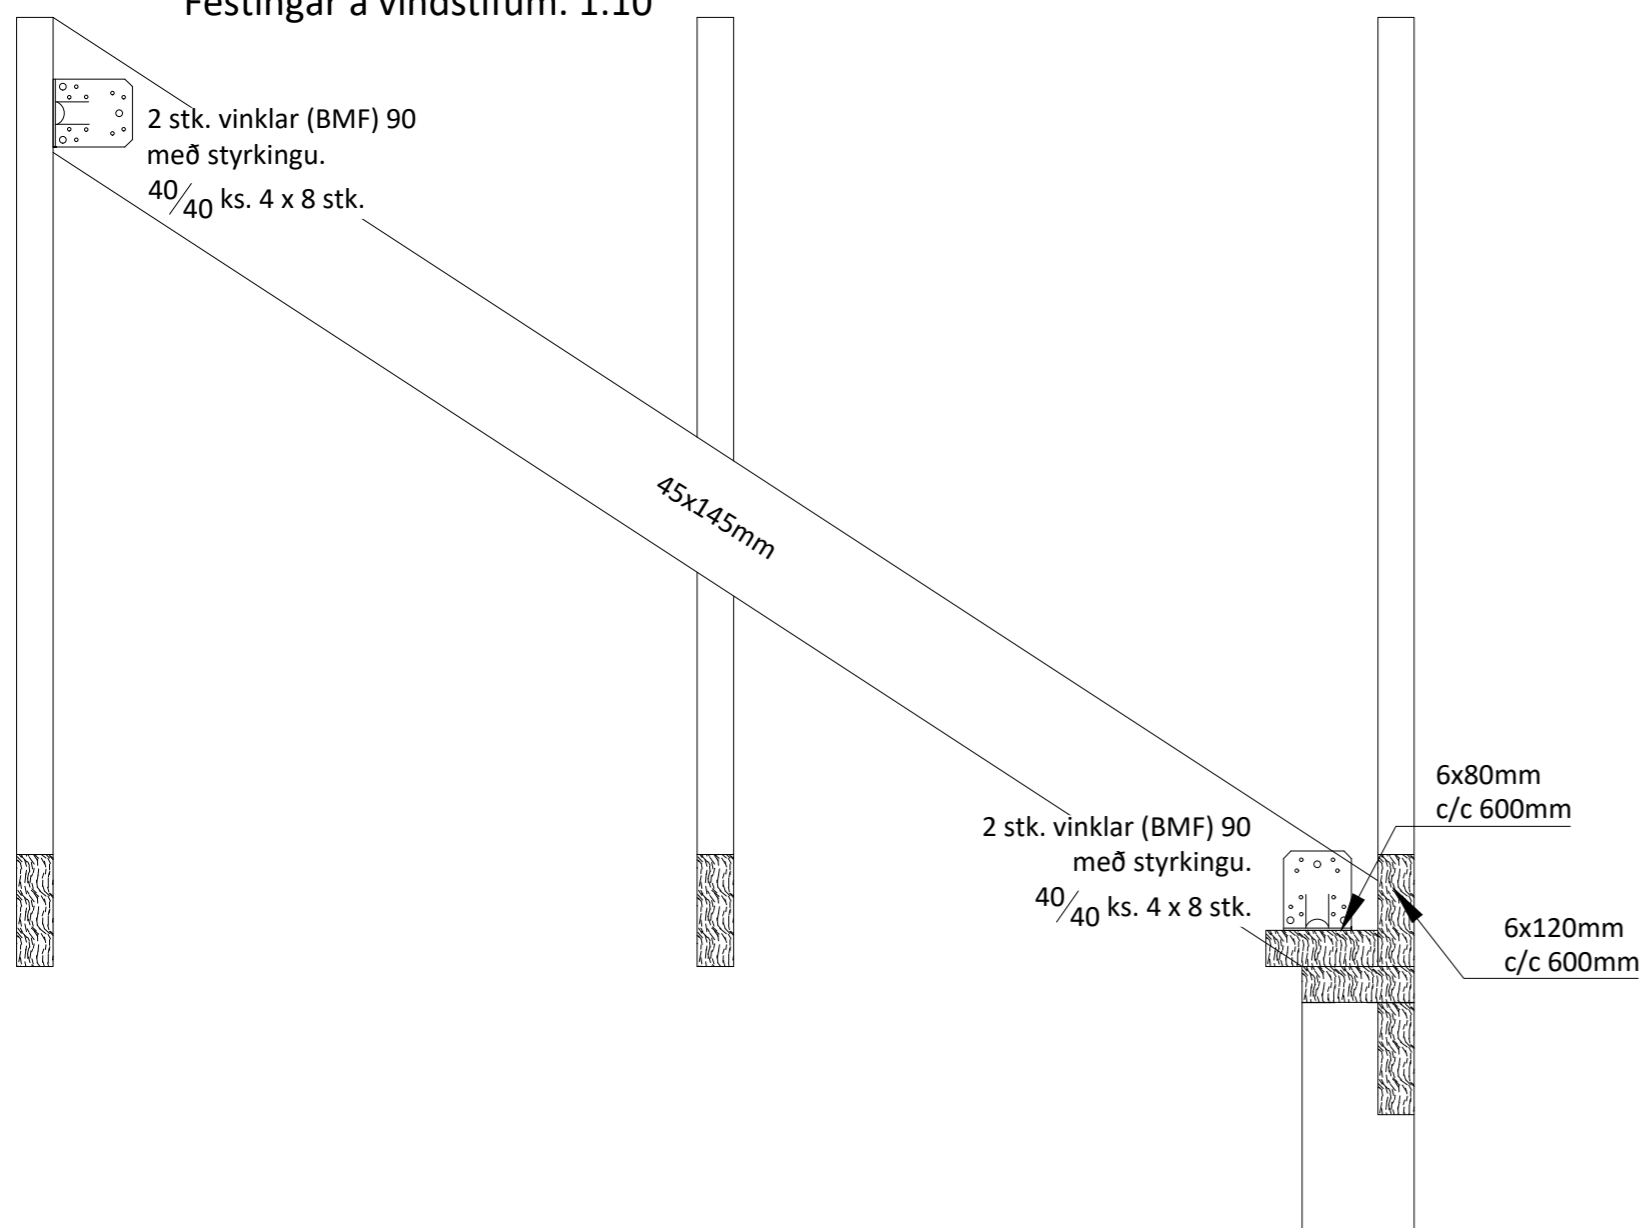 Festingar á vindstífum. 1:10
2 stk. vinklar (BMF) 90
með styrkingu.
40/40 ks. 4 x 8 stk.
45x145mm
6x80mm
c/c 600mm
2 stk. vinklar (BMF) 90
með styrkingu.
40/40 ks. 4 x 8 stk.
6x120mm
c/c 600mm